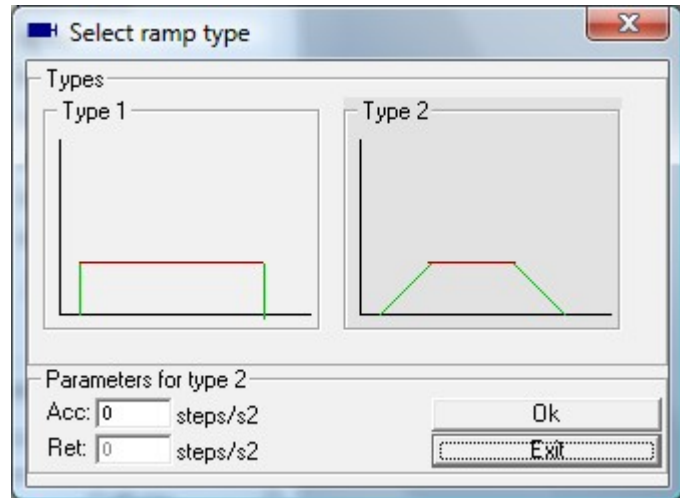 Select ramp type
Types
Type 1
Type 2
Parameters for type 2
Acc: 0 steps/s2
Ok
Ret: 0 steps/s2
Exit